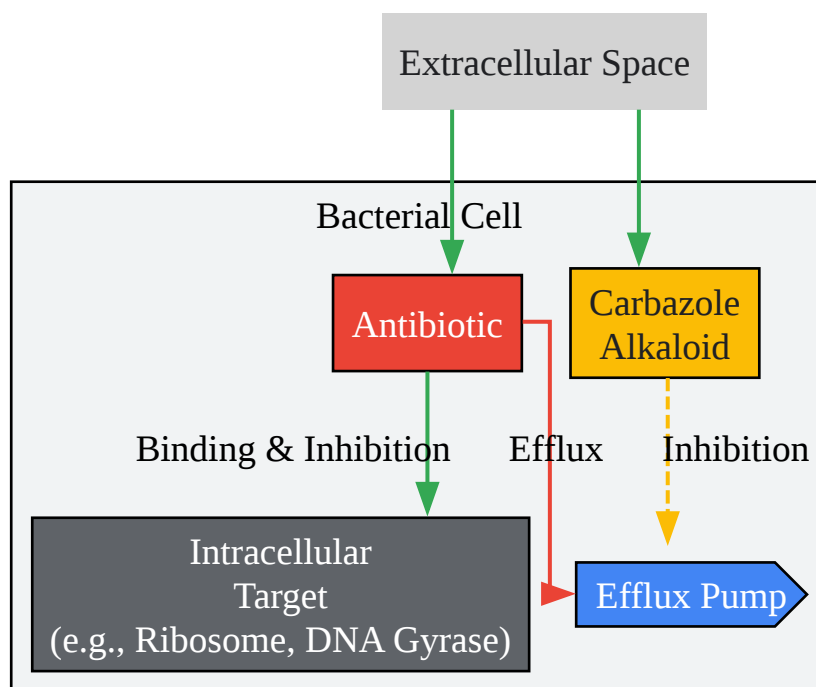 Extracellular Space
Bacterial Cell
Antibiotic
Carbazole
Alkaloid
Binding & Inhibition
Efflux
Inhibition
Intracellular
Target
(e.g., Ribosome, DNA Gyrase)
Efflux Pump